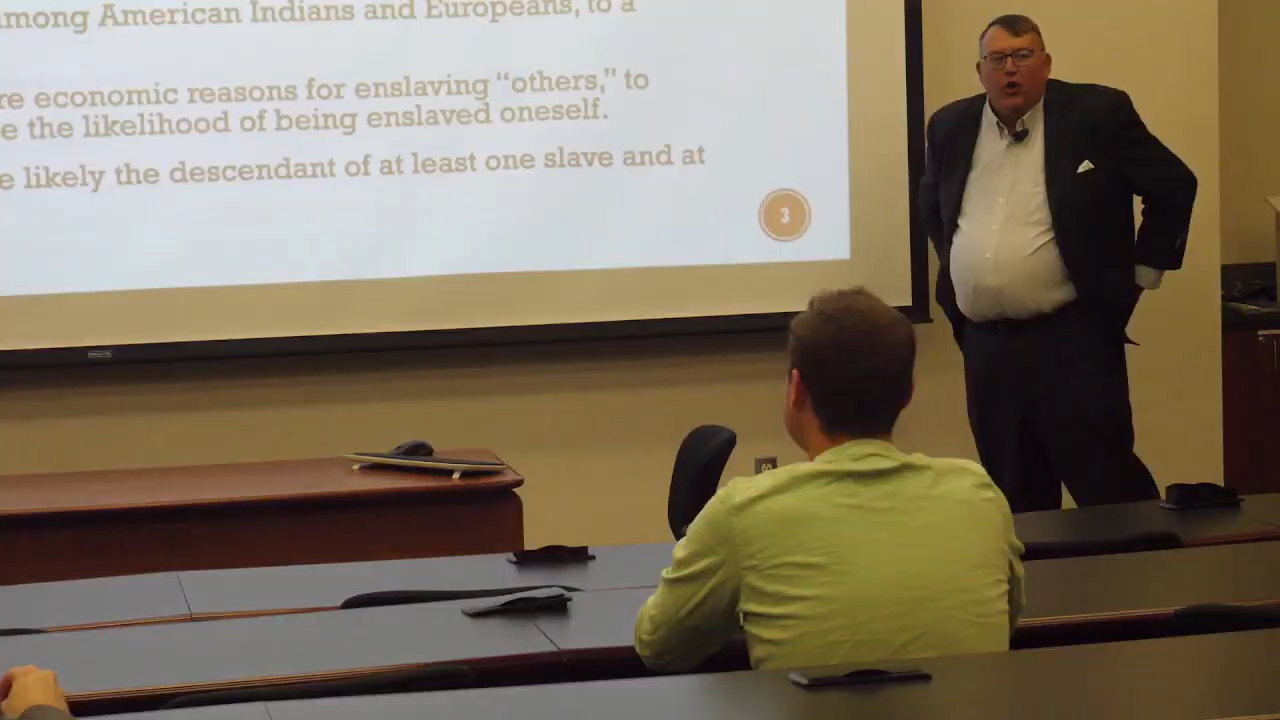 among American Indians and Europeans, to a
re economic reasons for enslaving “others,” to
e the likelihood of being enslaved oneself.
e likely the descendant of at least one slave and at
3